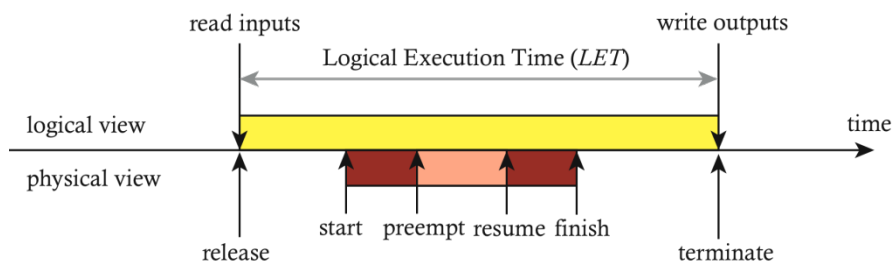 read inputs
write outputs
Logical Execution Time (LET)
logical view
time
physical view
start
preempt
resume
finish
release
terminate